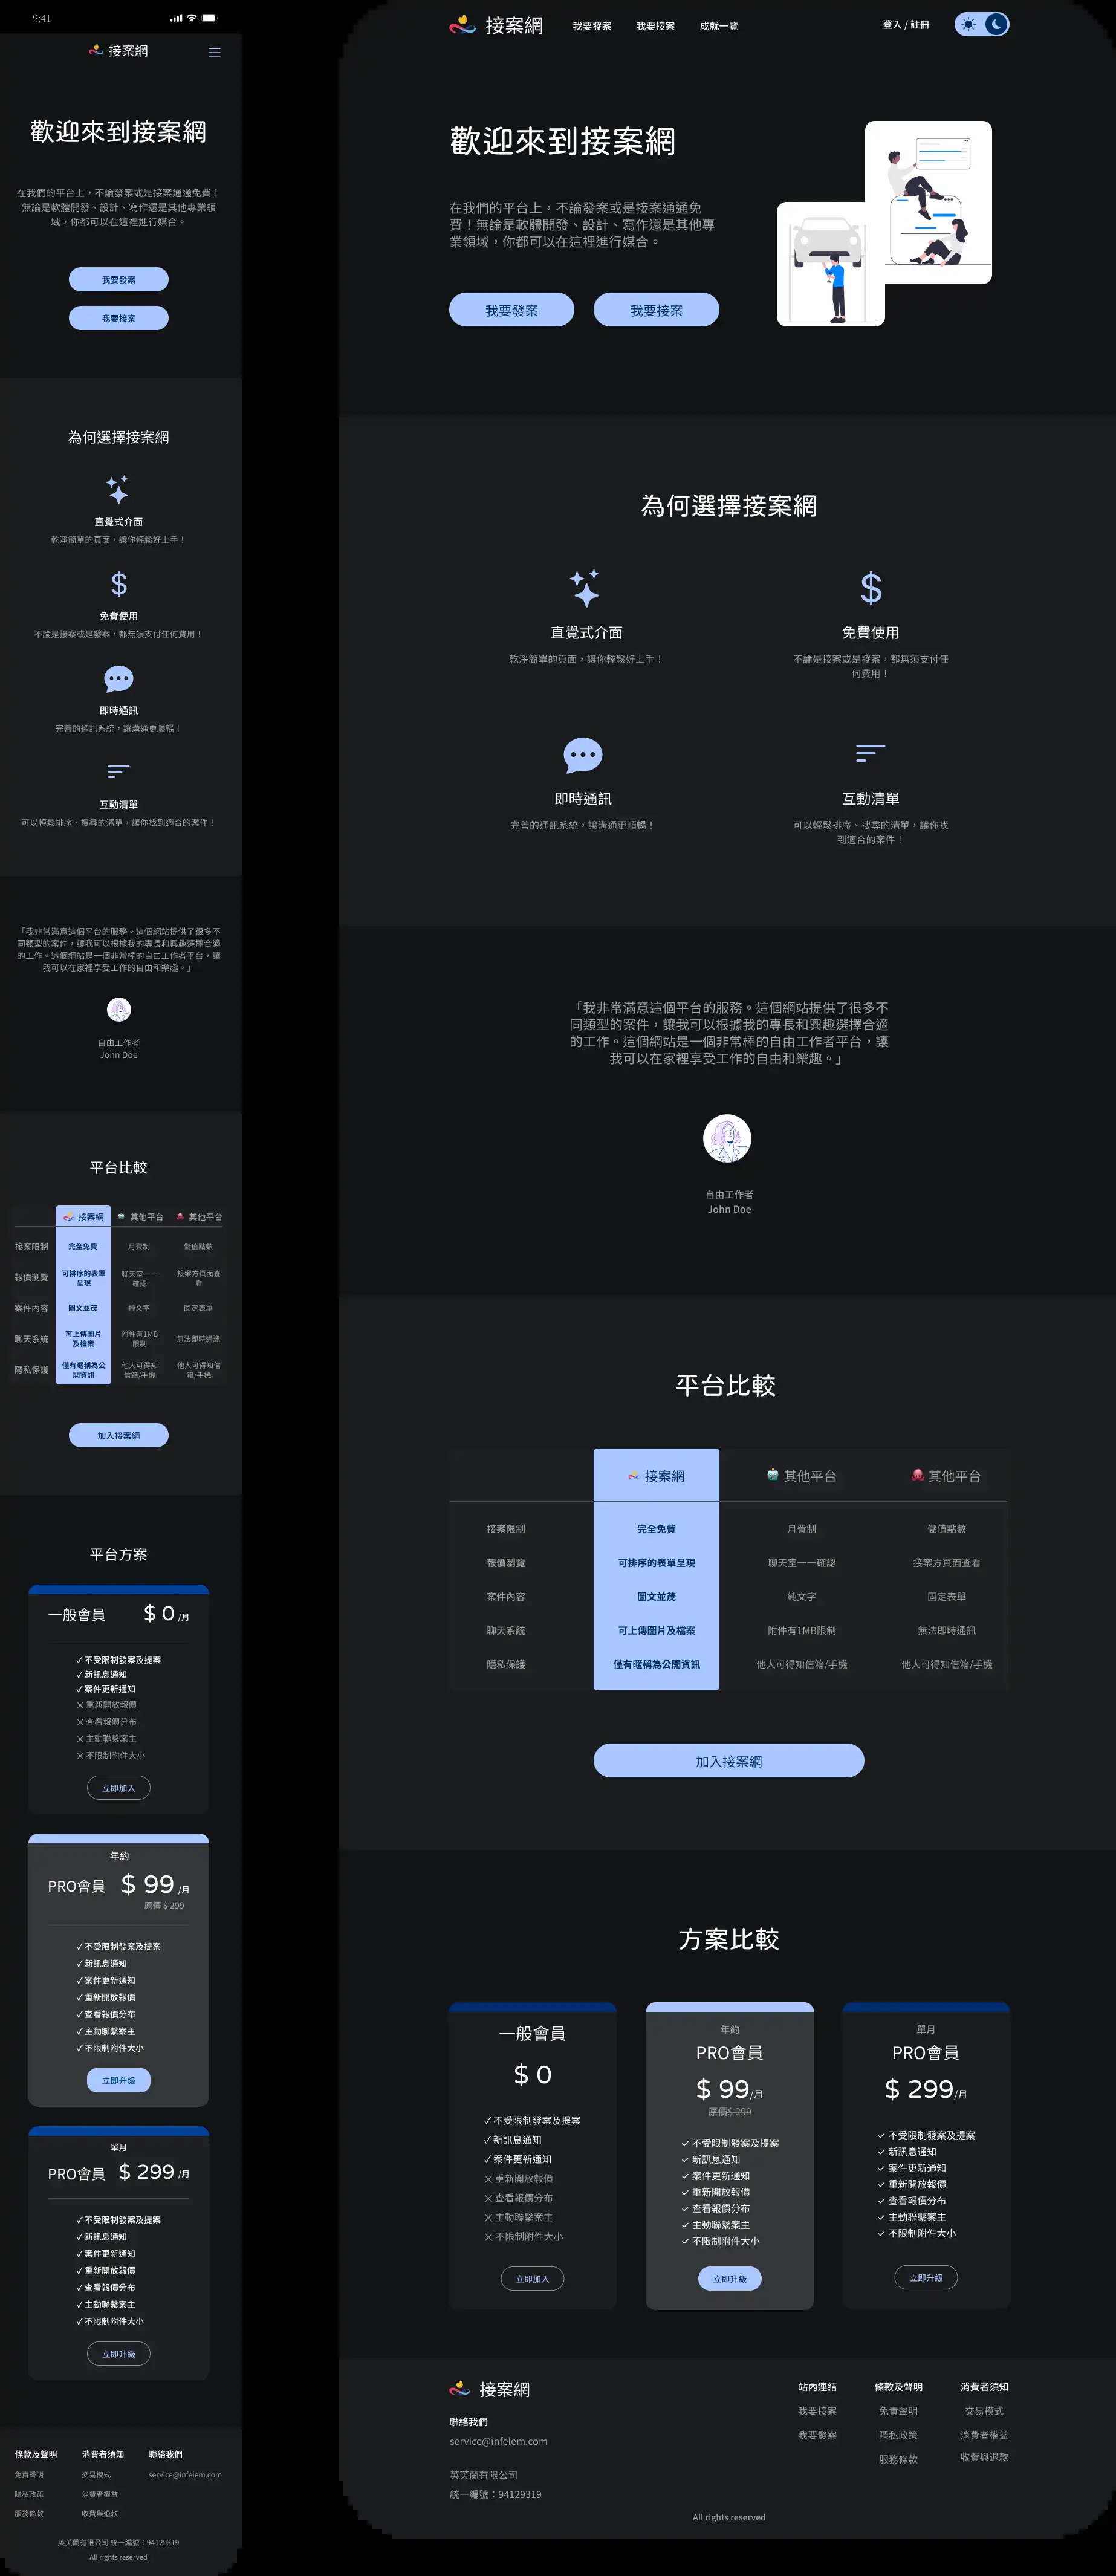 9:41
接案網
歡迎來到接案網
在我們的平台上，不論發案或是接案通通免費！
無論是軟體開發、設計、寫作還是其他專業領
域，你都可以在這裡進行媒合。
我要發案
我要接案
為何選擇接案網
直覺式介面
乾淨簡單的頁面，讓你輕鬆好上手！
免費使用
不論是接案或是發案，都無須支付任何費用！
即時通訊
完善的通訊系統，讓溝通更順暢！
互動清單
可以輕鬆排序、搜尋的清單，讓你找到適合的案件！
「我非常滿意這個平台的服務。這個網站提供了很多不
同類型的案件，讓我可以根據我的專長和興趣選擇合適
的工作。這個網站是一個非常棒的自由工作者平台，讓
我可以在家裡享受工作的自由和樂趣。」
自由工作者
John Doe
平台比較
接案網 其他平台 其他平台
接案限制 完全免費 月費制 儲值點數
報價瀏覽 可排序的表單呈現 聊天室一一確認 接案方頁面查看
案件內容 圖文並茂 純文字 固定表單
聊天系統 可上傳圖片及檔案 附件有1MB限制 無法即時通訊
隱私保護 僅有暱稱為公開資訊 他人可得知信箱/手機 他人可得知信箱/手機
加入接案網
平台方案
一般會員 $ 0 /月
✓ 不受限制發案及提案
✓ 新訊息通知
✓ 案件更新通知
✕ 重新開放報價
✕ 查看報價分布
✕ 主動聯繫案主
✕ 不限制附件大小
立即加入
年約
PRO會員 $ 99 /月
原價 $ 299
✓ 不受限制發案及提案
✓ 新訊息通知
✓ 案件更新通知
✓ 重新開放報價
✓ 查看報價分布
✓ 主動聯繫案主
✓ 不限制附件大小
立即升級
單月
PRO會員 $ 299 /月
✓ 不受限制發案及提案
✓ 新訊息通知
✓ 案件更新通知
✓ 重新開放報價
✓ 查看報價分布
✓ 主動聯繫案主
✓ 不限制附件大小
立即升級
條款及聲明 消費者須知 聯絡我們
免責聲明 交易模式 service@infelem.com
隱私政策 消費者權益
服務條款 收費與退款
英芙蘭有限公司 統一編號：94129319
All rights reserved
接案網 我要發案 我要接案 成就一覽 登入 / 註冊
歡迎來到接案網
在我們的平台上，不論發案或是接案通通免
費！無論是軟體開發、設計、寫作還是其他專
業領域，你都可以在這裡進行媒合。
我要發案 我要接案
為何選擇接案網
直覺式介面
乾淨簡單的頁面，讓你輕鬆好上手！
免費使用
不論是接案或是發案，都無須支付任
何費用！
即時通訊
完善的通訊系統，讓溝通更順暢！
互動清單
可以輕鬆排序、搜尋的清單，讓你找
到適合的案件！
「我非常滿意這個平台的服務。這個網站提供了很多不
同類型的案件，讓我可以根據我的專長和興趣選擇合適
的工作。這個網站是一個非常棒的自由工作者平台，讓
我可以在家裡享受工作的自由和樂趣。」
自由工作者
John Doe
平台比較
接案網 其他平台 其他平台
接案限制 完全免費 月費制 儲值點數
報價瀏覽 可排序的表單呈現 聊天室一一確認 接案方頁面查看
案件內容 圖文並茂 純文字 固定表單
聊天系統 可上傳圖片及檔案 附件有1MB限制 無法即時通訊
隱私保護 僅有暱稱為公開資訊 他人可得知信箱/手機 他人可得知信箱/手機
加入接案網
方案比較
一般會員
$ 0
✓ 不受限制發案及提案
✓ 新訊息通知
✓ 案件更新通知
✕ 重新開放報價
✕ 查看報價分布
✕ 主動聯繫案主
✕ 不限制附件大小
立即加入
年約
PRO會員
$ 99/月
原價$ 299
✓ 不受限制發案及提案
✓ 新訊息通知
✓ 案件更新通知
✓ 重新開放報價
✓ 查看報價分布
✓ 主動聯繫案主
✓ 不限制附件大小
立即升級
單月
PRO會員
$ 299/月
✓ 不受限制發案及提案
✓ 新訊息通知
✓ 案件更新通知
✓ 重新開放報價
✓ 查看報價分布
✓ 主動聯繫案主
✓ 不限制附件大小
立即升級
接案網
聯絡我們
service@infelem.com
英芙蘭有限公司
統一編號：94129319
站內連結
我要接案
我要發案
條款及聲明
免責聲明
隱私政策
服務條款
消費者須知
交易模式
消費者權益
收費與退款
All rights reserved